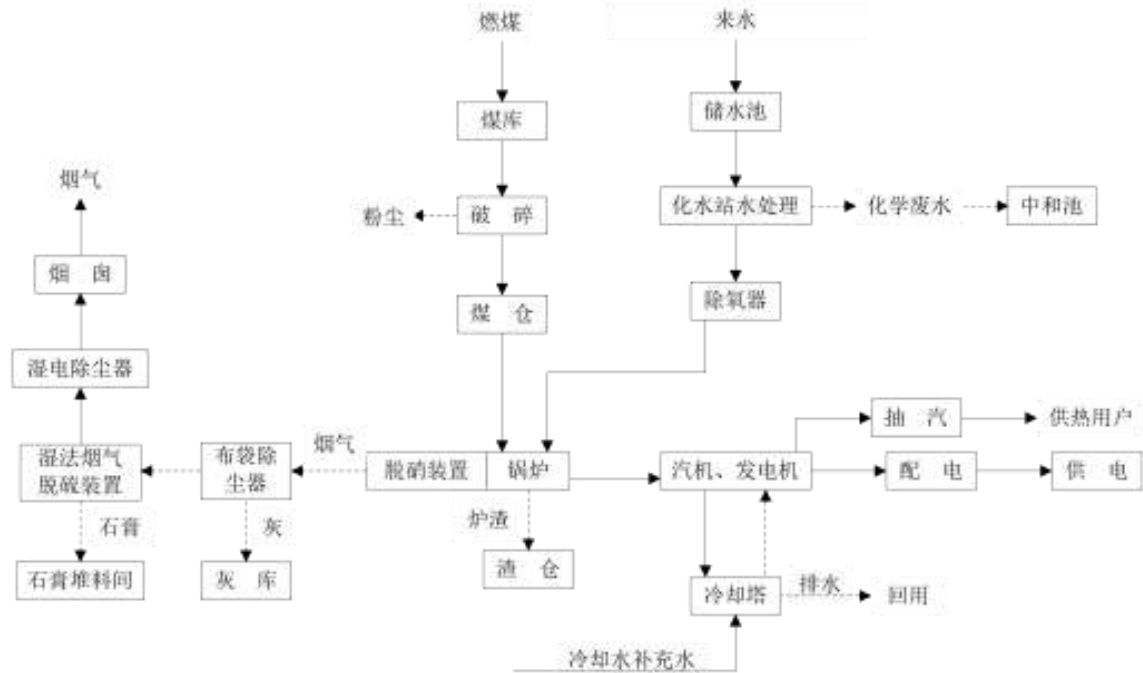 燃煤
来水
煤库
储水池
烟气
粉尘
破 碎
化水站水处理
化学废水
中和池
烟 囱
煤 仓
除氧器
湿电除尘器
抽 汽
供热用户
烟气
湿法烟气
脱硫装置
布袋除
尘器
脱硝装置
锅炉
汽机、发电机
配 电
供 电
石膏
灰
炉渣
石膏堆料间
灰 库
渣 仓
冷却塔
排水
回用
冷却水补充水